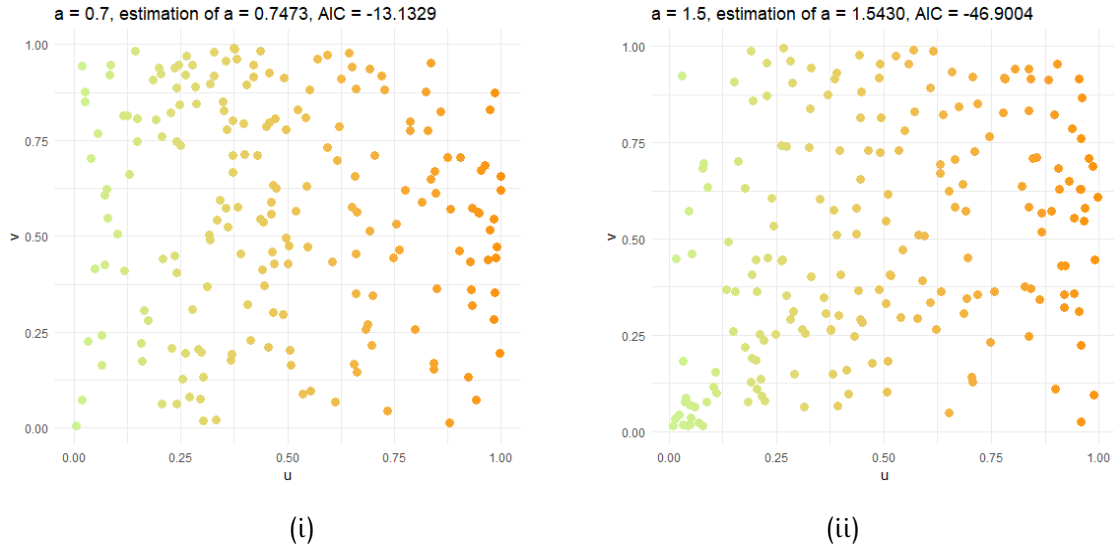 a = 0.7, estimation of a = 0.7473, AIC = -13.1329
1.00
0.75
v
0.50
0.25
0.00
0.00 0.25 0.50 0.75 1.00
u
(i)
a = 1.5, estimation of a = 1.5430, AIC = -46.9004
1.00
0.75
v
0.50
0.25
0.00
0.00 0.25 0.50 0.75 1.00
u
(ii)